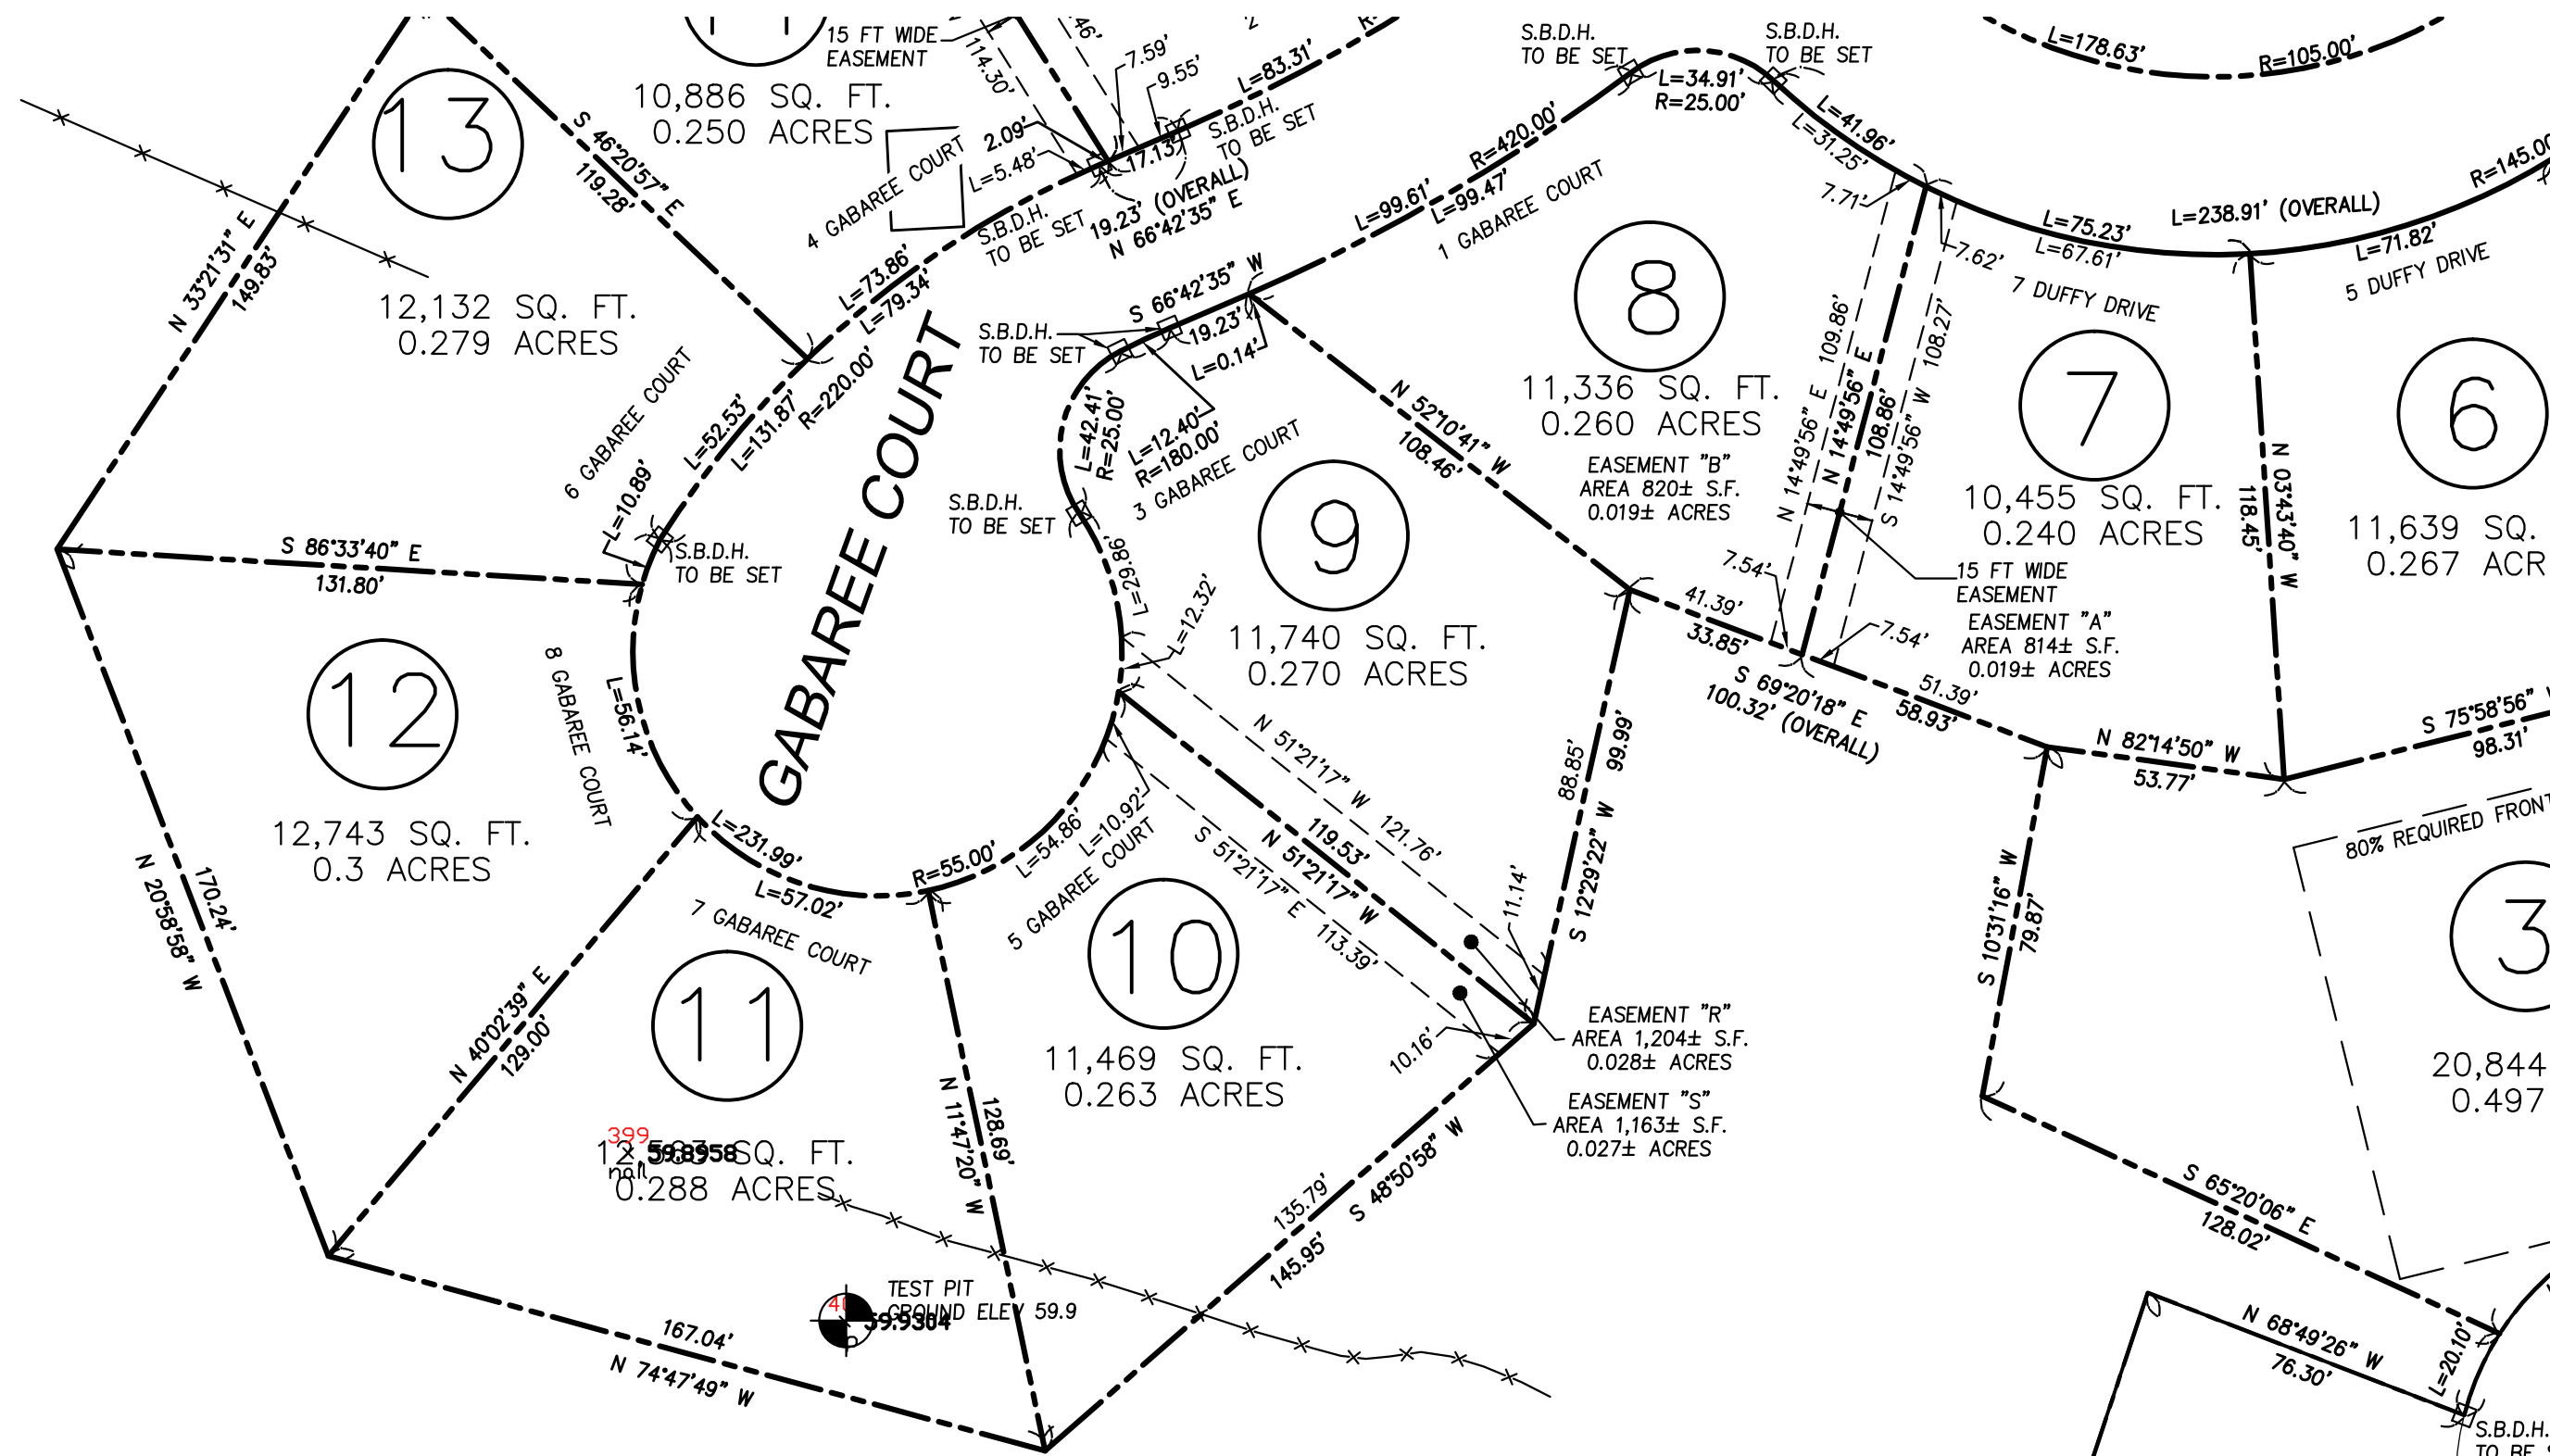 15 FT WIDE
EASEMENT
114.30'
46'
7.59'
9.55'
L=83.31'
S.B.D.H.
TO BE SET
S.B.D.H.
TO BE SET
L=34.91'
R=25.00'
L=178.63'
R=105.00'
13
12,132 SQ. FT.
0.279 ACRES
10,886 SQ. FT.
0.250 ACRES
S 46°20'57" E
119.28'
N 33°21'31" E
149.83'
4 GABAREE COURT
2.09'
L=5.48'
17.13'
S.B.D.H.
TO BE SET
19.23' (OVERALL)
N 66°42'35" E
S.B.D.H.
TO BE SET
L=73.86'
L=79.34'
R=220.00'
R=420.00'
L=99.61'
L=99.47'
1 GABAREE COURT
L=41.96'
L=31.25'
7.71'
7.62'
L=75.23'
L=67.61'
L=238.91' (OVERALL)
R=145.00
L=71.82'
7 DUFFY DRIVE
5 DUFFY DRIVE
S 66°42'35" W
19.23'
L=0.14'
S.B.D.H.
TO BE SET
L=42.41'
R=25.00'
L=12.40'
R=180.00'
3 GABAREE COURT
S.B.D.H.
TO BE SET
L=29.86'
L=12.32'
6 GABAREE COURT
L=52.53'
L=131.87'
L=10.89'
S.B.D.H.
TO BE SET
GABAREE COURT
8
11,336 SQ. FT.
0.260 ACRES
EASEMENT "B"
AREA 820± S.F.
0.019± ACRES
N 52°10'41" W
108.46'
N 14°49'56" E 109.86'
N 14°49'56" E
108.86'
S 14°49'56" W 108.27'
7
10,455 SQ. FT.
0.240 ACRES
15 FT WIDE
EASEMENT
EASEMENT "A"
AREA 814± S.F.
0.019± ACRES
6
11,639 SQ.
0.267 ACR
N 03°43'40" W
118.45'
9
11,740 SQ. FT.
0.270 ACRES
7.54'
41.39'
33.85'
7.54'
51.39'
58.93'
S 69°20'18" E
100.32' (OVERALL)
N 82°14'50" W
53.77'
S 75°58'56"
98.31'
80% REQUIRED FRONT
S 86°33'40" E
131.80'
12
12,743 SQ. FT.
0.3 ACRES
8 GABAREE COURT
L=56.14'
N 20°58'58" W
170.24'
N 40°02'39" E
129.00'
L=231.99'
L=57.02'
R=55.00'
L=54.86'
L=10.92'
7 GABAREE COURT
5 GABAREE COURT
N 51°21'17" W 121.76'
119.53'
N 51°21'17" W
S 51°21'17" E 113.39'
88.85'
99.99'
S 12°29'22" W
11.14'
10.16'
10
11,469 SQ. FT.
0.263 ACRES
EASEMENT "R"
AREA 1,204± S.F.
0.028± ACRES
EASEMENT "S"
AREA 1,163± S.F.
0.027± ACRES
11
399
59.8958
SQ. FT.
0.288 ACRES
N 11°47'20" W
128.69'
135.79'
145.95'
S 48°50'58" W
TEST PIT
GROUND ELEV 59.9
59.9304
167.04'
N 74°47'49" W
S 10°31'16" W
79.87'
3
20,844
0.497
S 65°20'06" E
128.02'
N 68°49'26" W
76.30'
L=20.10'
S.B.D.H.